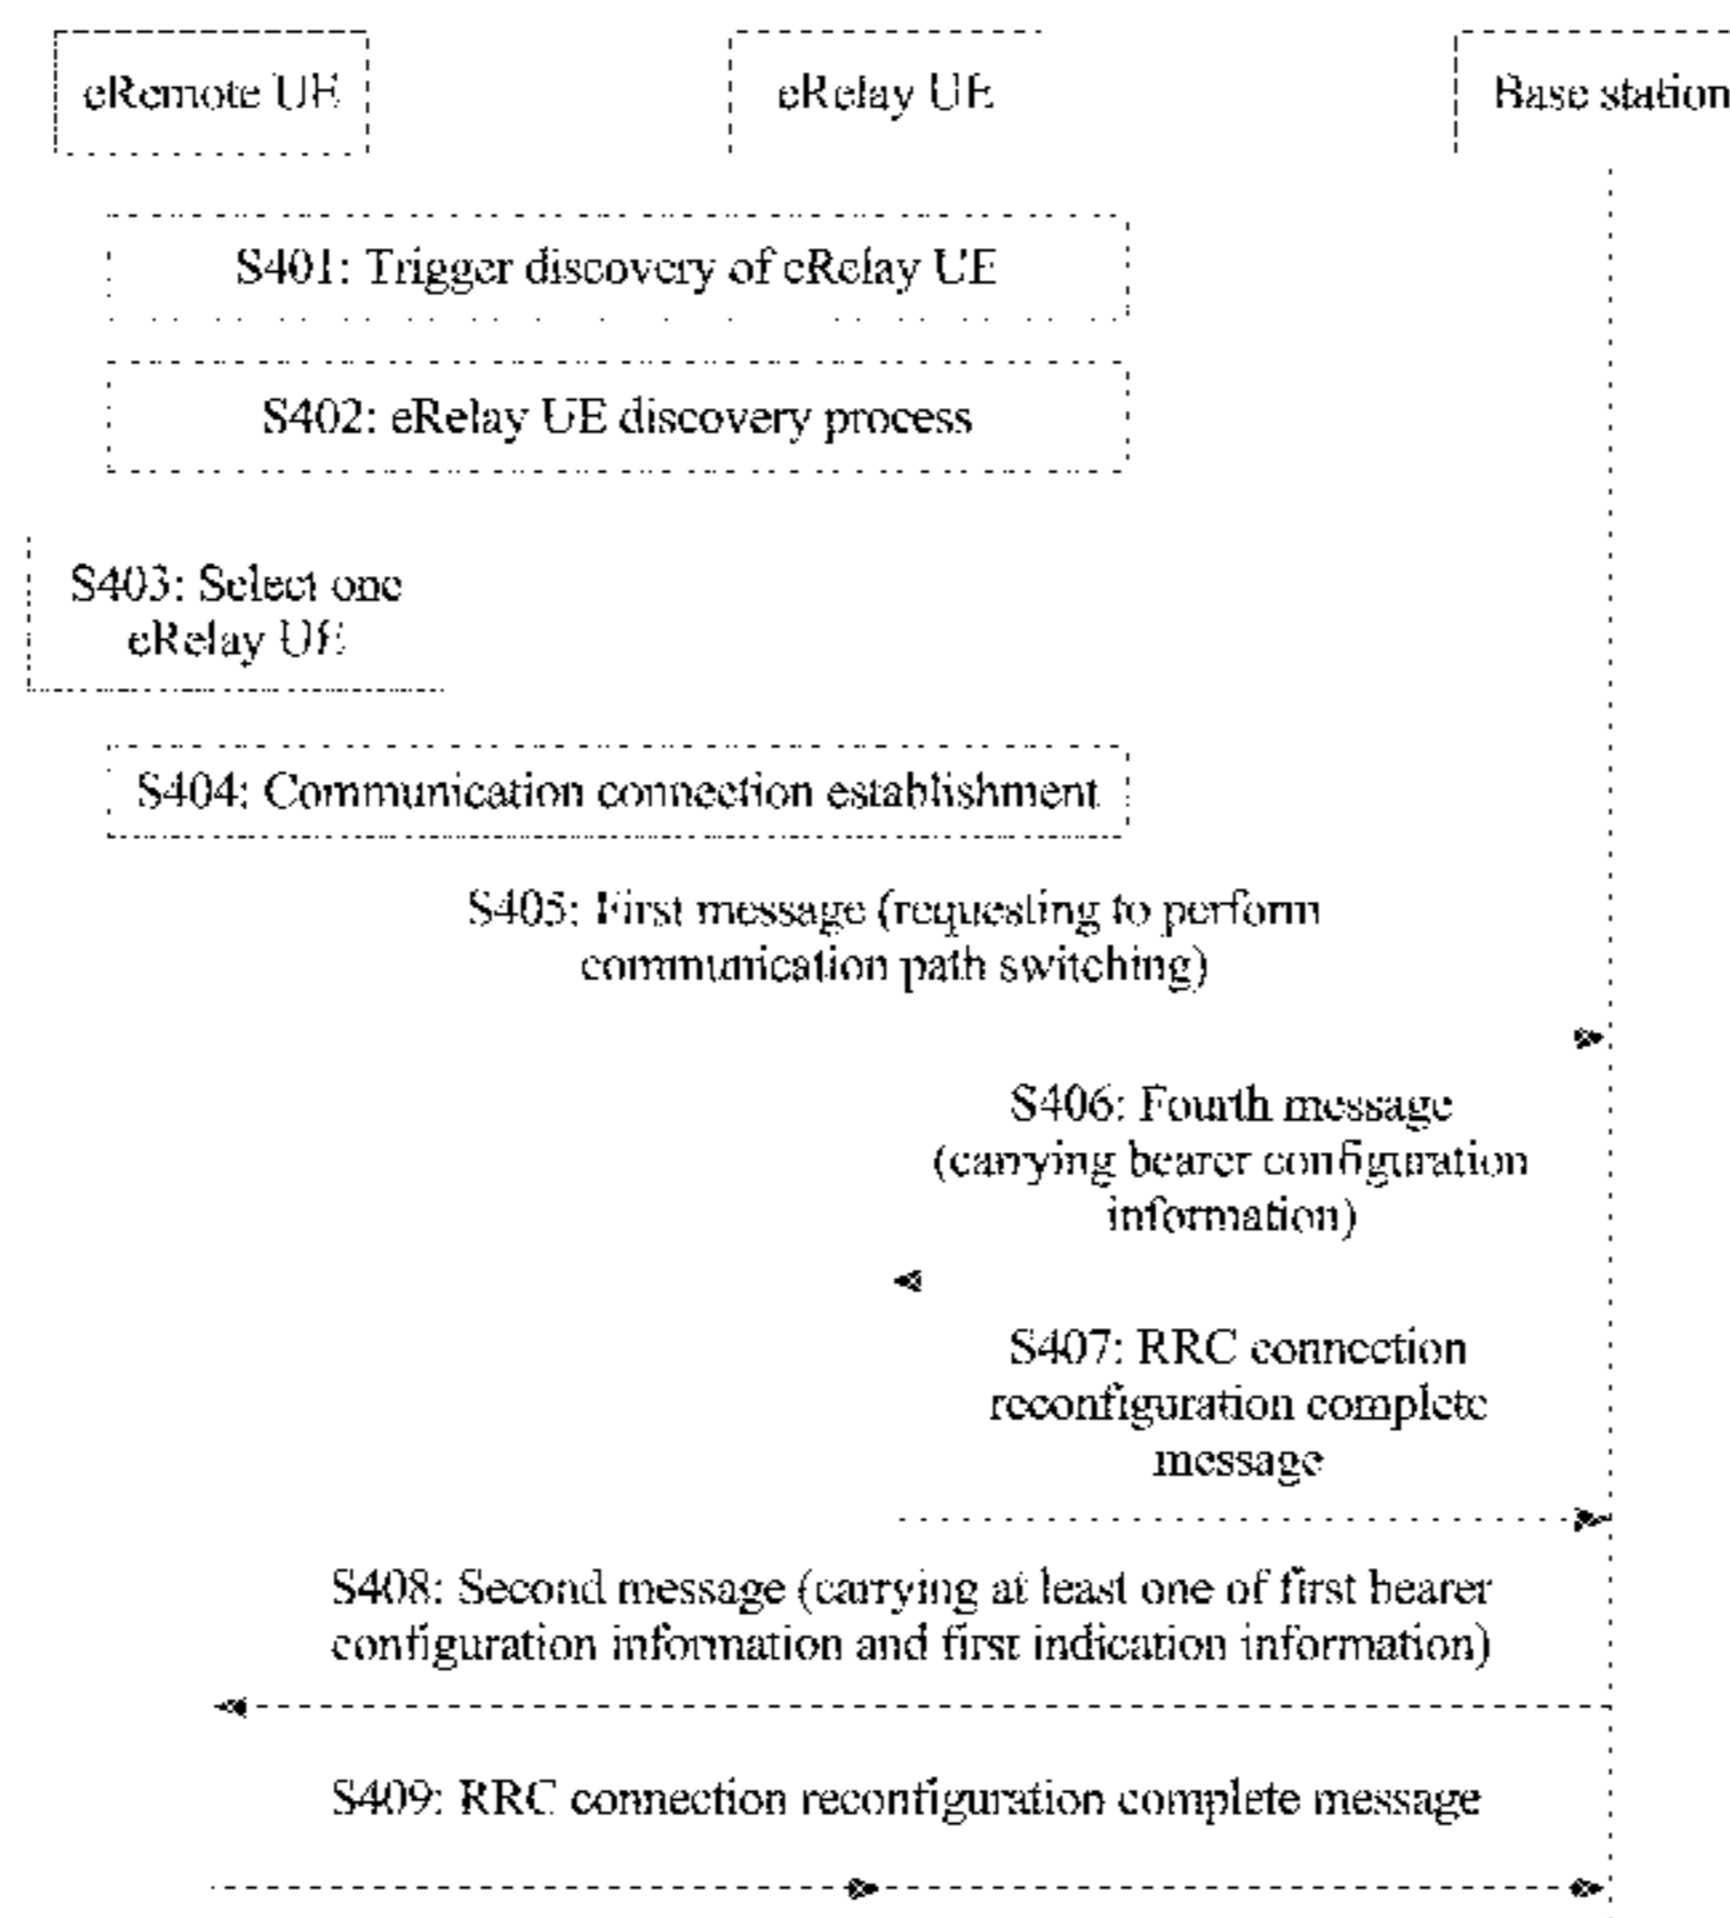 eRemote UE
eRelay UE
Base station
S401: Trigger discovery of eRelay UE
S402: eRelay UE discovery process
S403: Select one
eRelay UE
S404: Communication connection establishment
S405: First message (requesting to perform
communication path switching)
S406: Fourth message
(carrying bearer configuration
information)
S407: RRC connection
reconfiguration complete
message
S408: Second message (carrying at least one of first bearer
configuration information and first indication information)
S409: RRC connection reconfiguration complete message